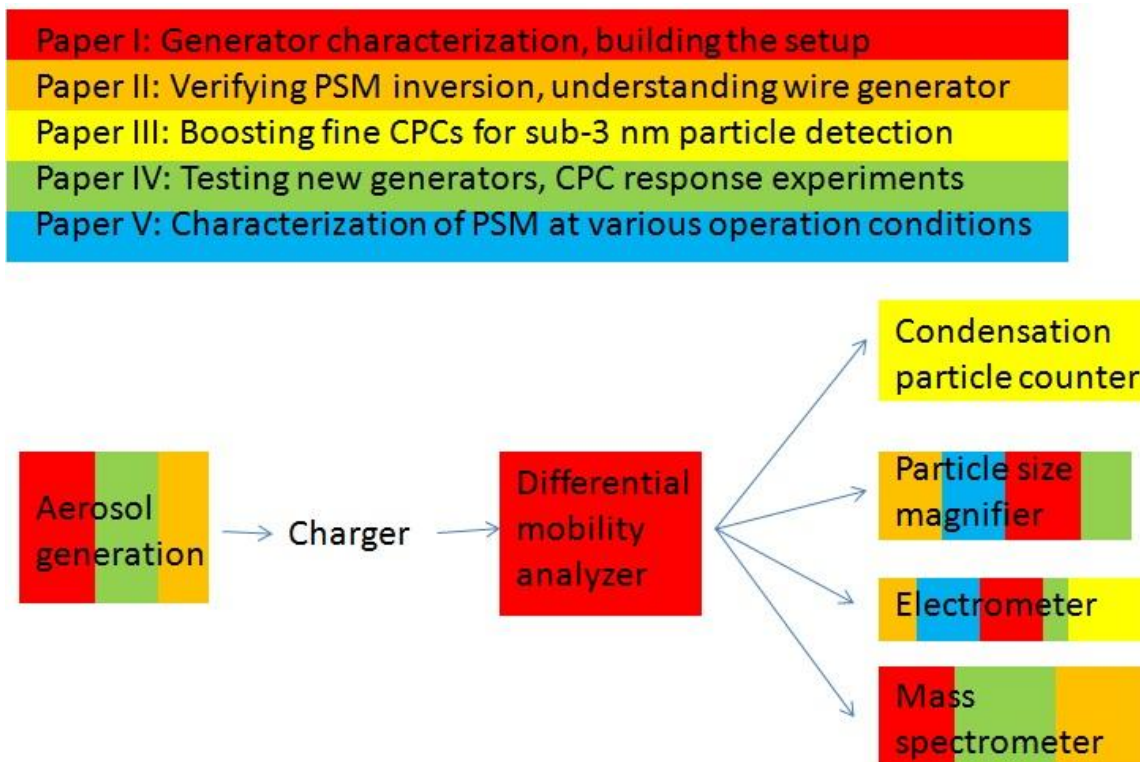 Paper I: Generator characterization, building the setup
Paper II: Verifying PSM inversion, understanding wire generator
Paper III: Boosting fine CPCs for sub-3 nm particle detection
Paper IV: Testing new generators, CPC response experiments
Paper V: Characterization of PSM at various operation conditions
Condensation
particle counter
Aerosol
generation
Charger
Differential
mobility
analyzer
Particle size
magnifier
Electrometer
Mass
spectrometer